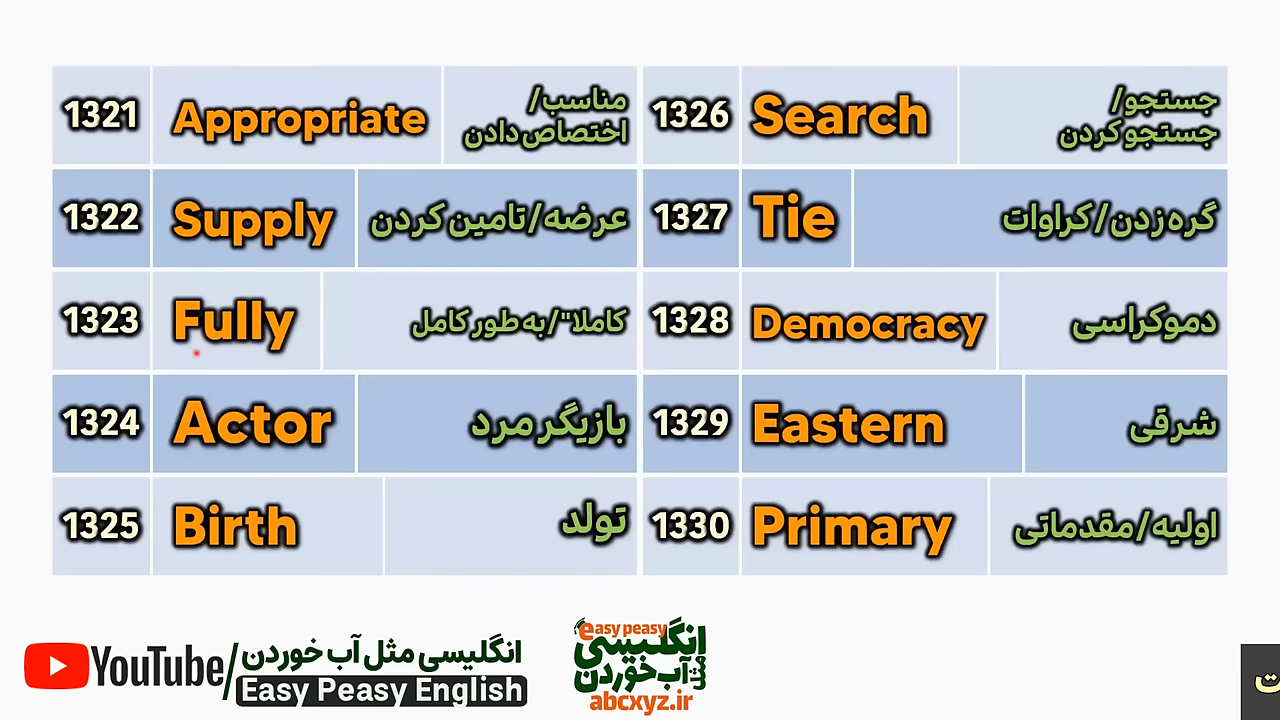 1321 Appropriate مناسب/
اختصاص دادن
1322 Supply عرضه/تامین کردن
1323 Fully کاملا"/به طور کامل
1324 Actor بازیگر مرد
1325 Birth تولد
1326 Search جستجو/
جستجو کردن
1327 Tie گره زدن/کراوات
1328 Democracy دموکراسی
1329 Eastern شرقی
1330 Primary اولیه/مقدماتی
YouTube/انگلیسی مثل آب خوردن
Easy Peasy English
easy peasy
انگلیسی
مثل آب خوردن
abcxyz.ir